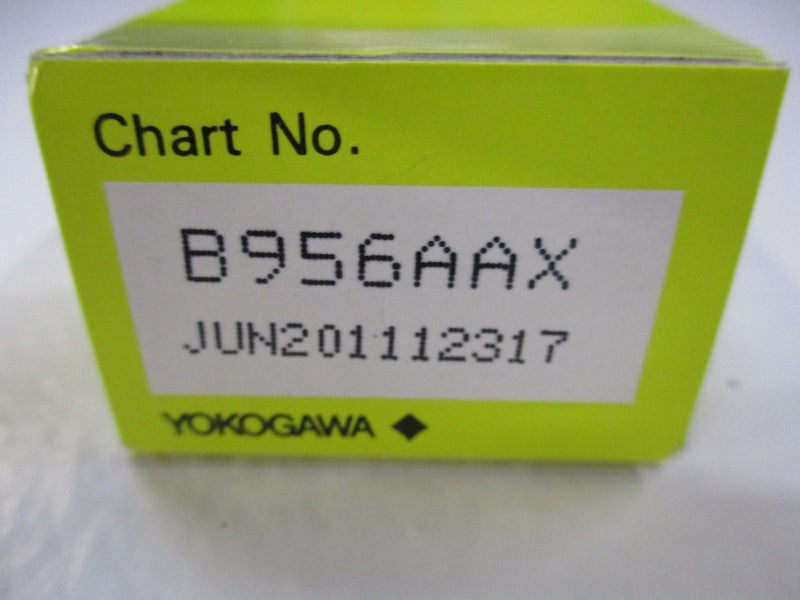 Chart No.
B956AAX
JUN201112317
YOKOGAWA